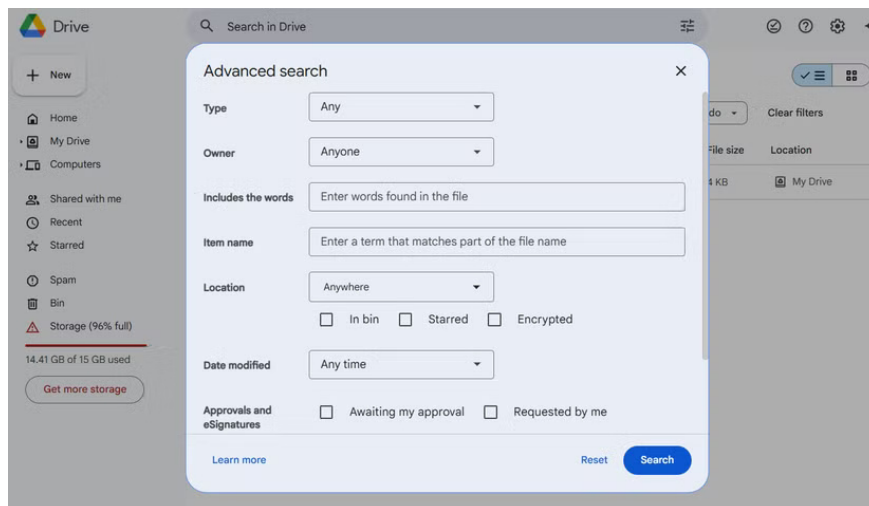 Drive
Search in Drive
New
Home
My Drive
Computers
Shared with me
Recent
Starred
Spam
Bin
Storage (96% full)
14.41 GB of 15 GB used
Get more storage
Advanced search
Type
Any
Owner
Anyone
Includes the words
Enter words found in the file
Item name
Enter a term that matches part of the file name
Location
Anywhere
In bin
Starred
Encrypted
Date modified
Any time
Approvals and
eSignatures
Awaiting my approval
Requested by me
Learn more
Reset
Search
do
Clear filters
File size
Location
4 KB
My Drive